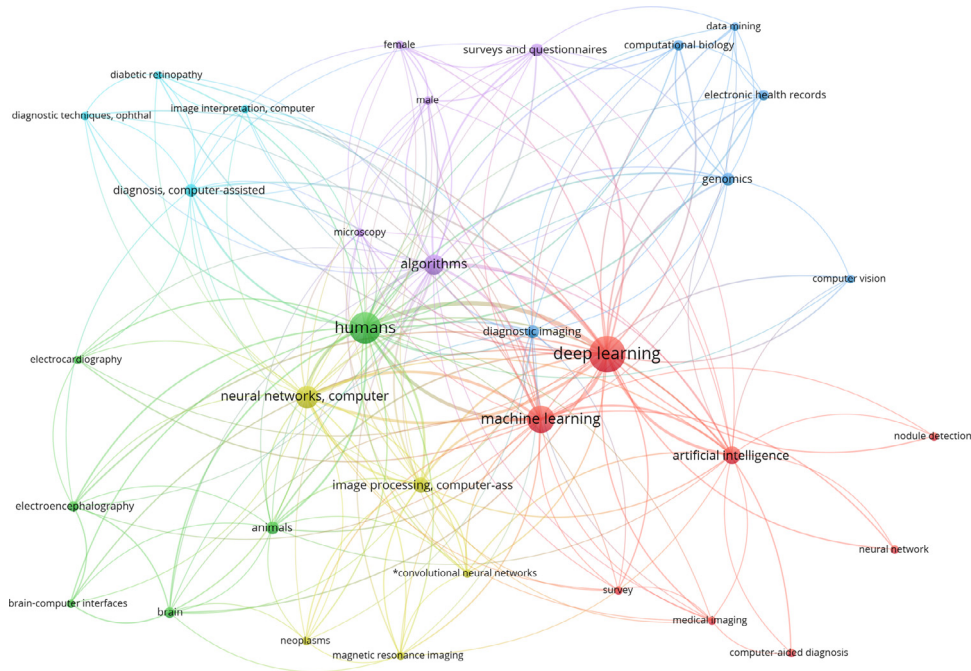 data mining
female
surveys and questionnaires
computational biology
diabetic retinopathy
electronic health records
male
image interpretation, computer
diagnostic techniques, ophthal
genomics
diagnosis, computer-assisted
microscopy
algorithms
computer vision
humans
diagnostic imaging
deep learning
electrocardiography
neural networks, computer
machine learning
nodule detection
artificial intelligence
image processing, computer-ass
electroencephalography
animals
neural network
*convolutional neural networks
survey
brain-computer interfaces
brain
medical imaging
neoplasms
magnetic resonance imaging
computer-aided diagnosis